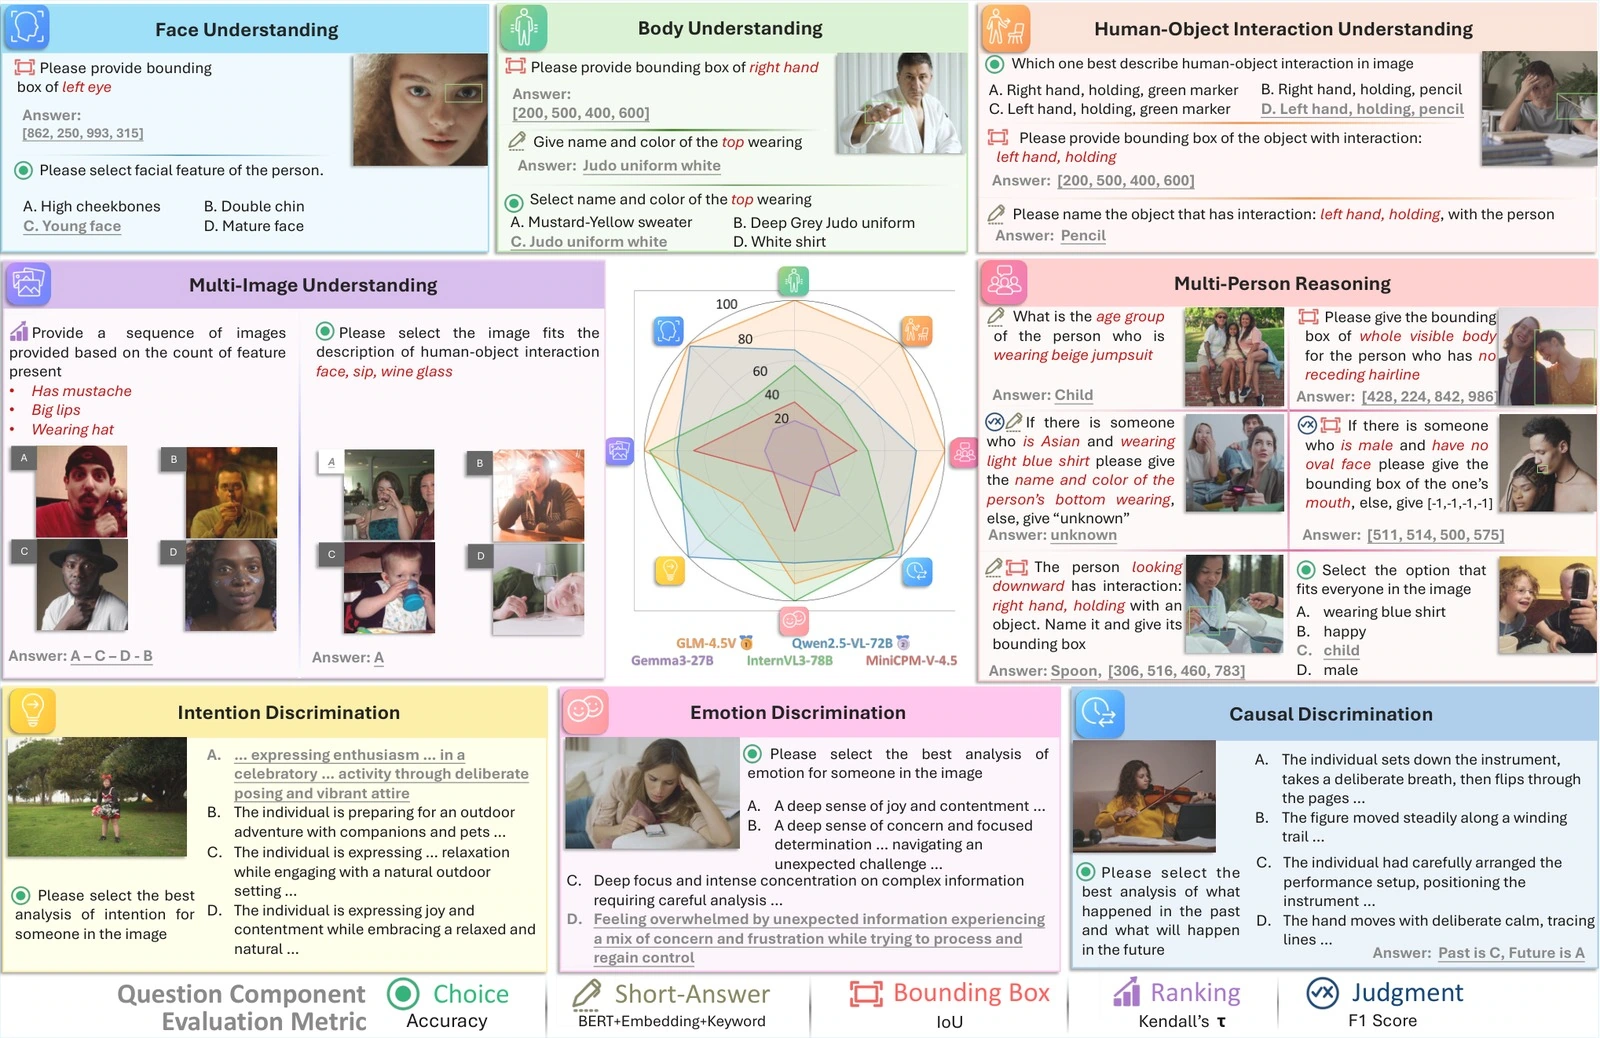 Face Understanding
Please provide bounding
box of left eye
Answer:
[862, 250, 993, 315]
Please select facial feature of the person.
A. High cheekbones
B. Double chin
C. Young face
D. Mature face
Body Understanding
Please provide bounding box of right hand
Answer:
[200, 500, 400, 600]
Give name and color of the top wearing
Answer: Judo uniform white
Select name and color of the top wearing
A. Mustard-Yellow sweater
B. Deep Grey Judo uniform
C. Judo uniform white
D. White shirt
Human-Object Interaction Understanding
Which one best describe human-object interaction in image
A. Right hand, holding, green marker
B. Right hand, holding, pencil
C. Left hand, holding, green marker
D. Left hand, holding, pencil
Please provide bounding box of the object with interaction:
left hand, holding
Answer: [200, 500, 400, 600]
Please name the object that has interaction: left hand, holding, with the person
Answer: Pencil
Multi-Image Understanding
Provide a sequence of images
provided based on the count of feature
present
• Has mustache
• Big lips
• Wearing hat
A
B
C
D
Answer: A – C – D - B
Please select the image fits the
description of human-object interaction
face, sip, wine glass
A
B
C
D
Answer: A
100
80
60
40
20
GLM-4.5V
Qwen2.5-VL-72B
Gemma3-27B
InternVL3-78B
MiniCPM-V-4.5
Multi-Person Reasoning
What is the age group
of the person who is
wearing beige jumpsuit
Answer: Child
Please give the bounding
box of whole visible body
for the person who has no
receding hairline
Answer: [428, 224, 842, 986]
If there is someone
who is Asian and wearing
light blue shirt please give
the name and color of the
person's bottom wearing,
else, give “unknown”
Answer: unknown
If there is someone
who is male and have no
oval face please give the
bounding box of the one's
mouth, else, give [-1,-1,-1,-1]
Answer: [511, 514, 500, 575]
The person looking
downward has interaction:
right hand, holding with an
object. Name it and give its
bounding box
Answer: Spoon, [306, 516, 460, 783]
Select the option that
fits everyone in the image
A. wearing blue shirt
B. happy
C. child
D. male
Intention Discrimination
Please select the best
analysis of intention for
someone in the image
A. ... expressing enthusiasm ... in a
celebratory ... activity through deliberate
posing and vibrant attire
B. The individual is preparing for an outdoor
adventure with companions and pets ...
C. The individual is expressing ... relaxation
while engaging with a natural outdoor
setting ...
D. The individual is expressing joy and
contentment while embracing a relaxed and
natural ...
Emotion Discrimination
Please select the best analysis of
emotion for someone in the image
A. A deep sense of joy and contentment ...
B. A deep sense of concern and focused
determination ... navigating an
unexpected challenge ...
C. Deep focus and intense concentration on complex information
requiring careful analysis ...
D. Feeling overwhelmed by unexpected information experiencing
a mix of concern and frustration while trying to process and
regain control
Causal Discrimination
Please select the
best analysis of what
happened in the past
and what will happen
in the future
A. The individual sets down the instrument,
takes a deliberate breath, then flips through
the pages ...
B. The figure moved steadily along a winding
trail ...
C. The individual had carefully arranged the
performance setup, positioning the
instrument ...
D. The hand moves with deliberate calm, tracing
lines ...
Answer: Past is C, Future is A
Question Component
Evaluation Metric
Choice
Accuracy
Short-Answer
BERT+Embedding+Keyword
Bounding Box
IoU
Ranking
Kendall's τ
Judgment
F1 Score